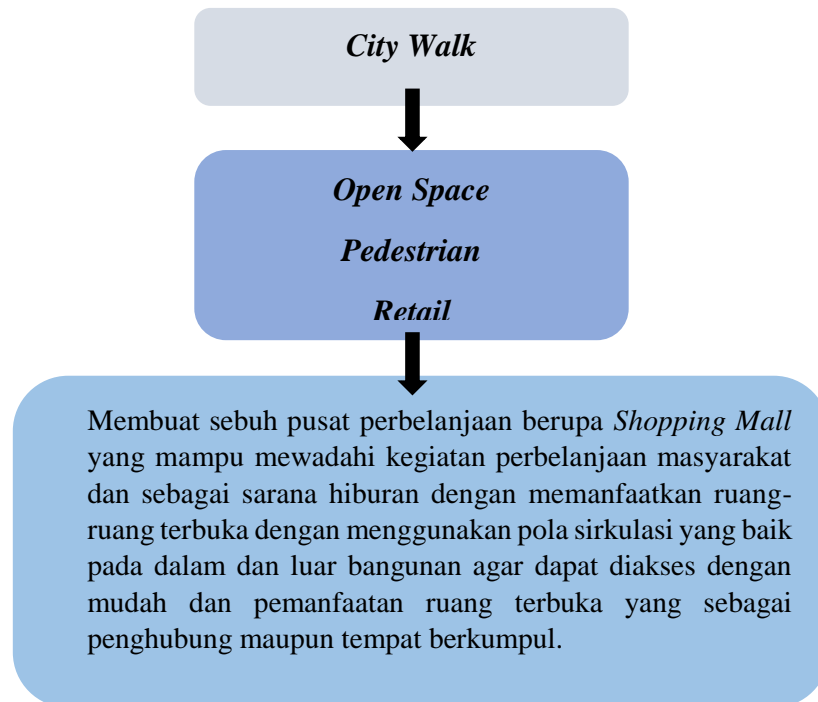 City Walk
Open Space
Pedestrian
Retail
Membuat sebuh pusat perbelanjaan berupa Shopping Mall
yang mampu mewadahi kegiatan perbelanjaan masyarakat
dan sebagai sarana hiburan dengan memanfaatkan ruang-
ruang terbuka dengan menggunakan pola sirkulasi yang baik
pada dalam dan luar bangunan agar dapat diakses dengan
mudah dan pemanfaatan ruang terbuka yang sebagai
penghubung maupun tempat berkumpul.